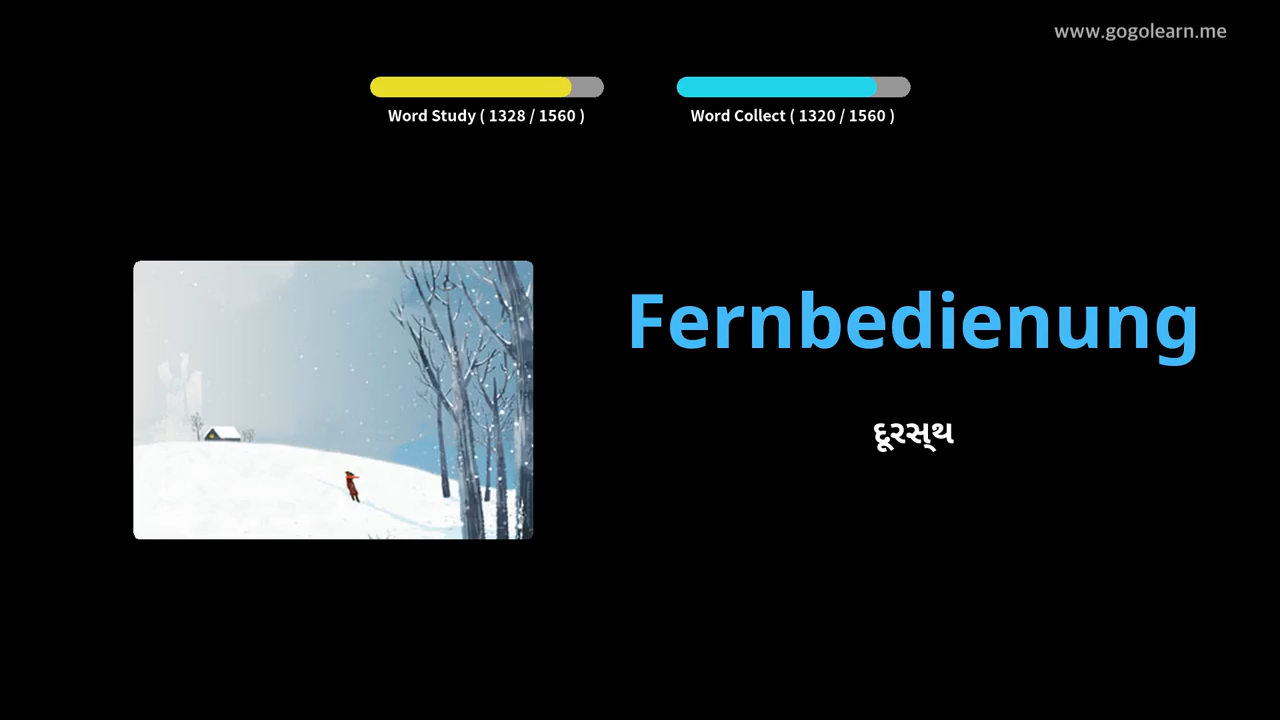 www.gogolearn.me
Word Study ( 1328 / 1560 )
Word Collect ( 1320 / 1560 )
Fernbedienung
દૂરસ્થ